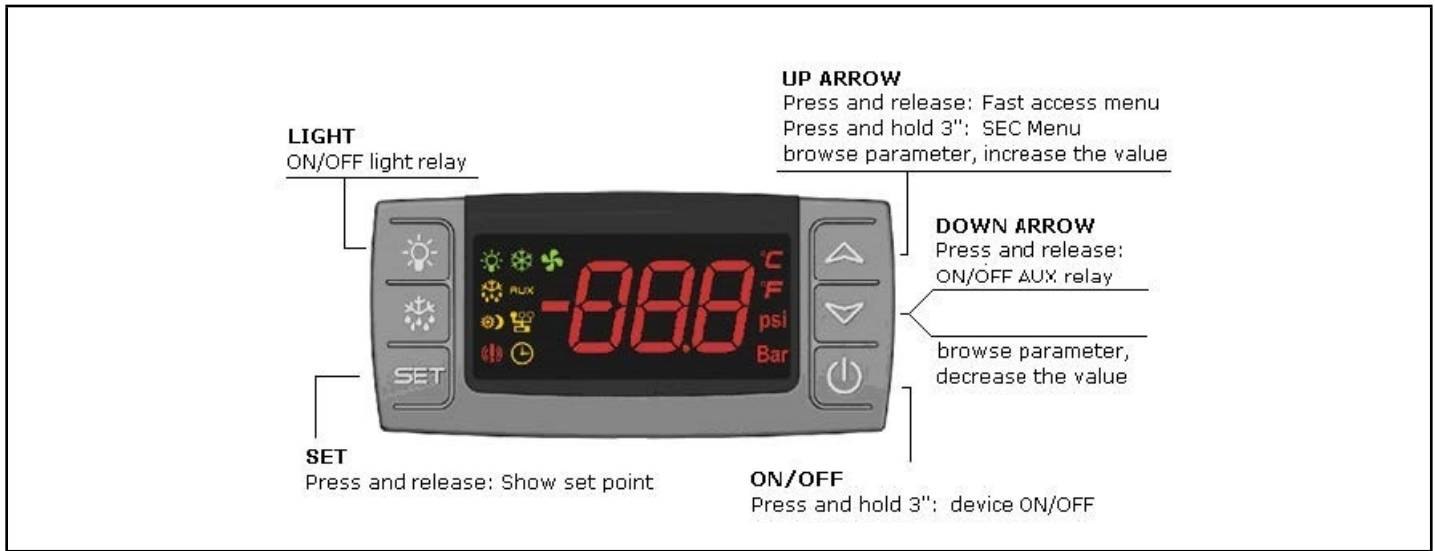 UP ARROW
Press and release: Fast access menu
Press and hold 3": SEC Menu
browse parameter, increase the value
LIGHT
ON/OFF light relay
DOWN ARROW
Press and release:
ON/OFF AUX relay
browse parameter,
decrease the value
°C
°F
AUX
-888
psi
Bar
SET
SET
Press and release: Show set point
ON/OFF
Press and hold 3": device ON/OFF